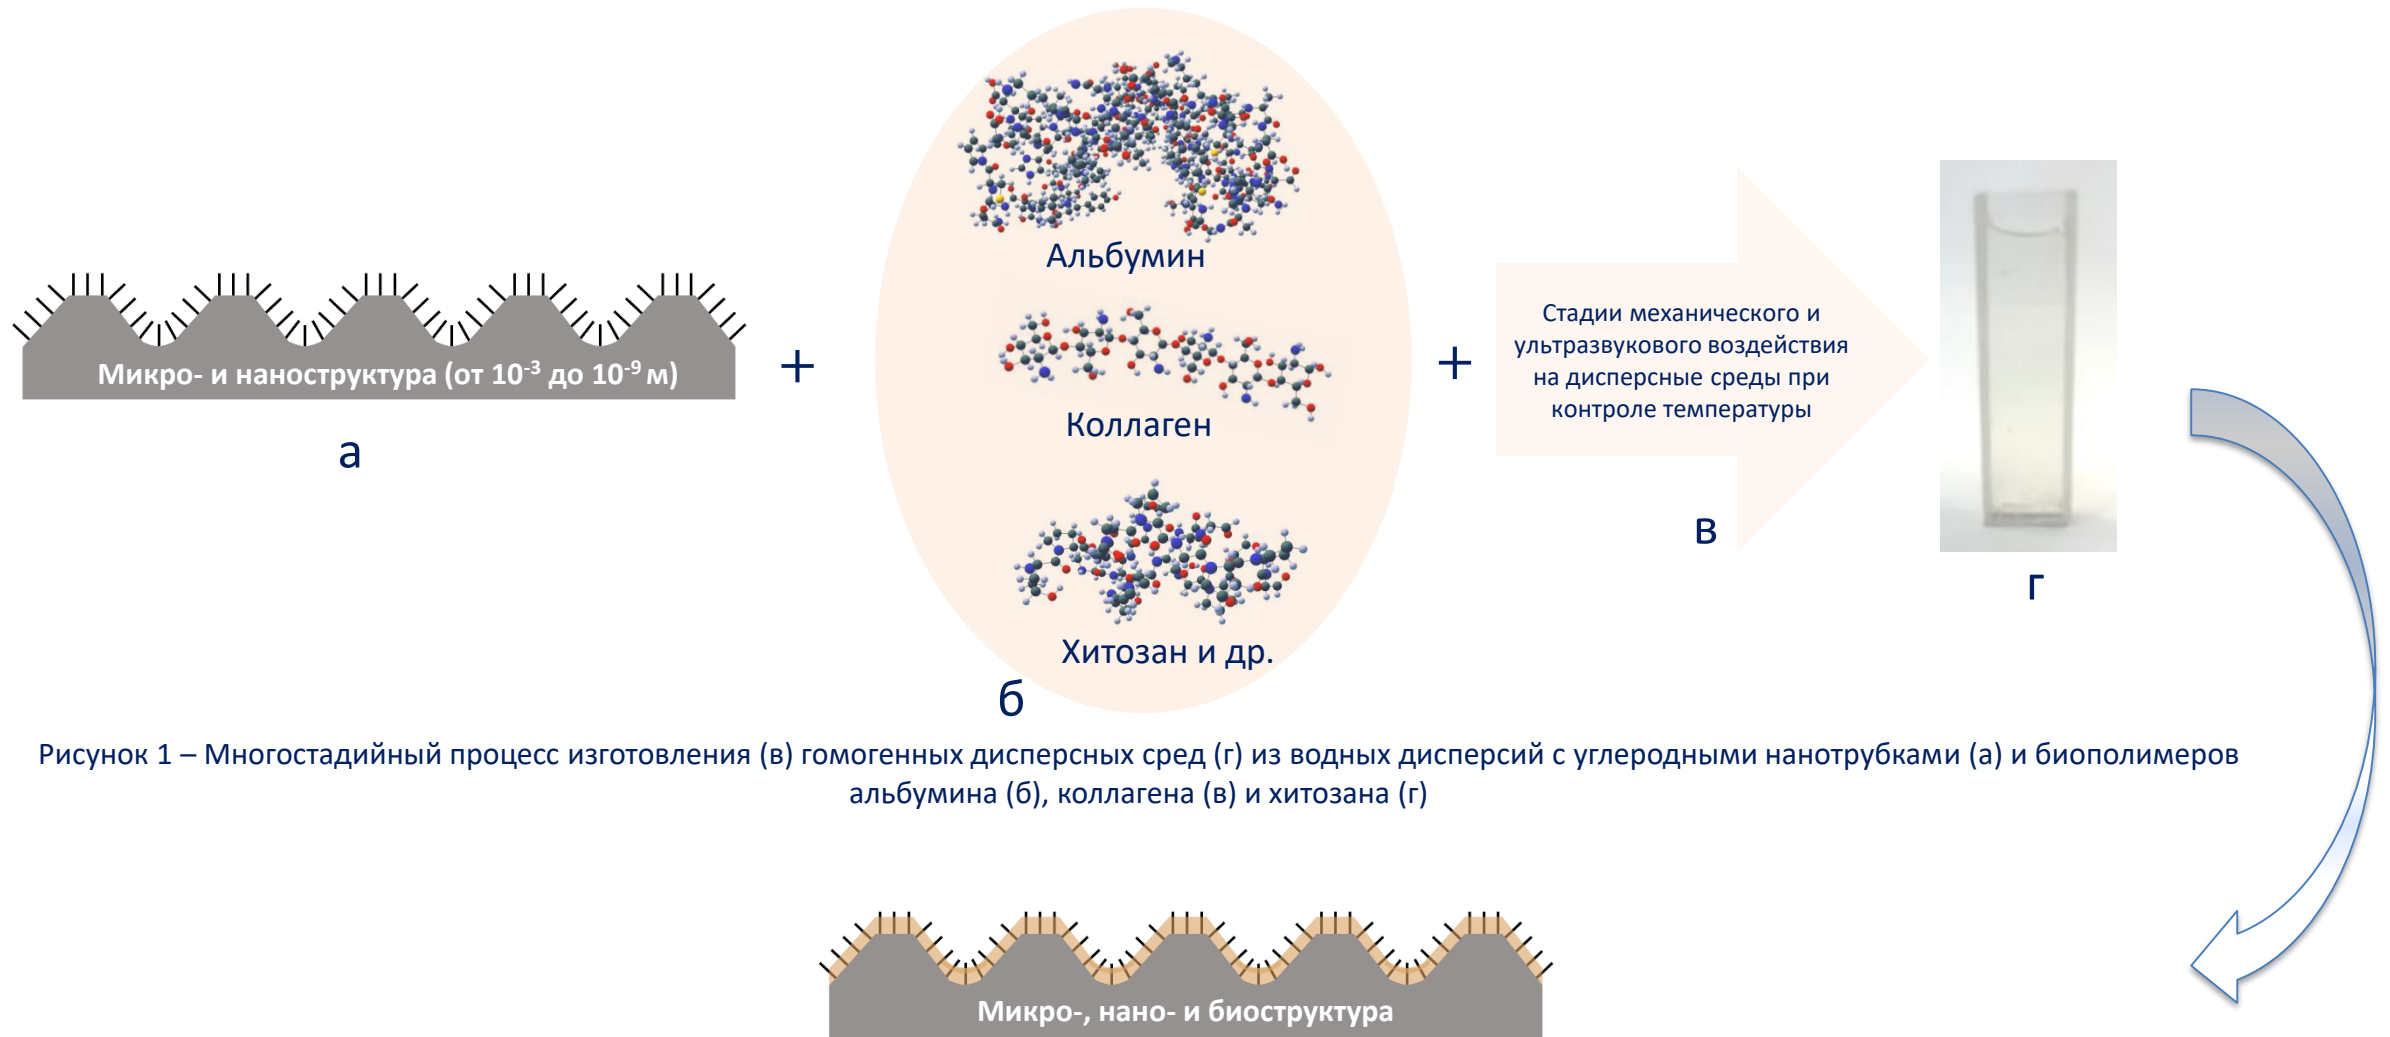 Альбумин
Микро- и наноструктура (от 10⁻³ до 10⁻⁹ м)
а
+
Коллаген
Хитозан и др.
б
+
Стадии механического и
ультразвукового воздействия
на дисперсные среды при
контроле температуры
в
г
Рисунок 1 – Многостадийный процесс изготовления (в) гомогенных дисперсных сред (г) из водных дисперсий с углеродными нанотрубками (а) и биополимеров
альбумина (б), коллагена (в) и хитозана (г)
Микро-, нано- и биоструктура